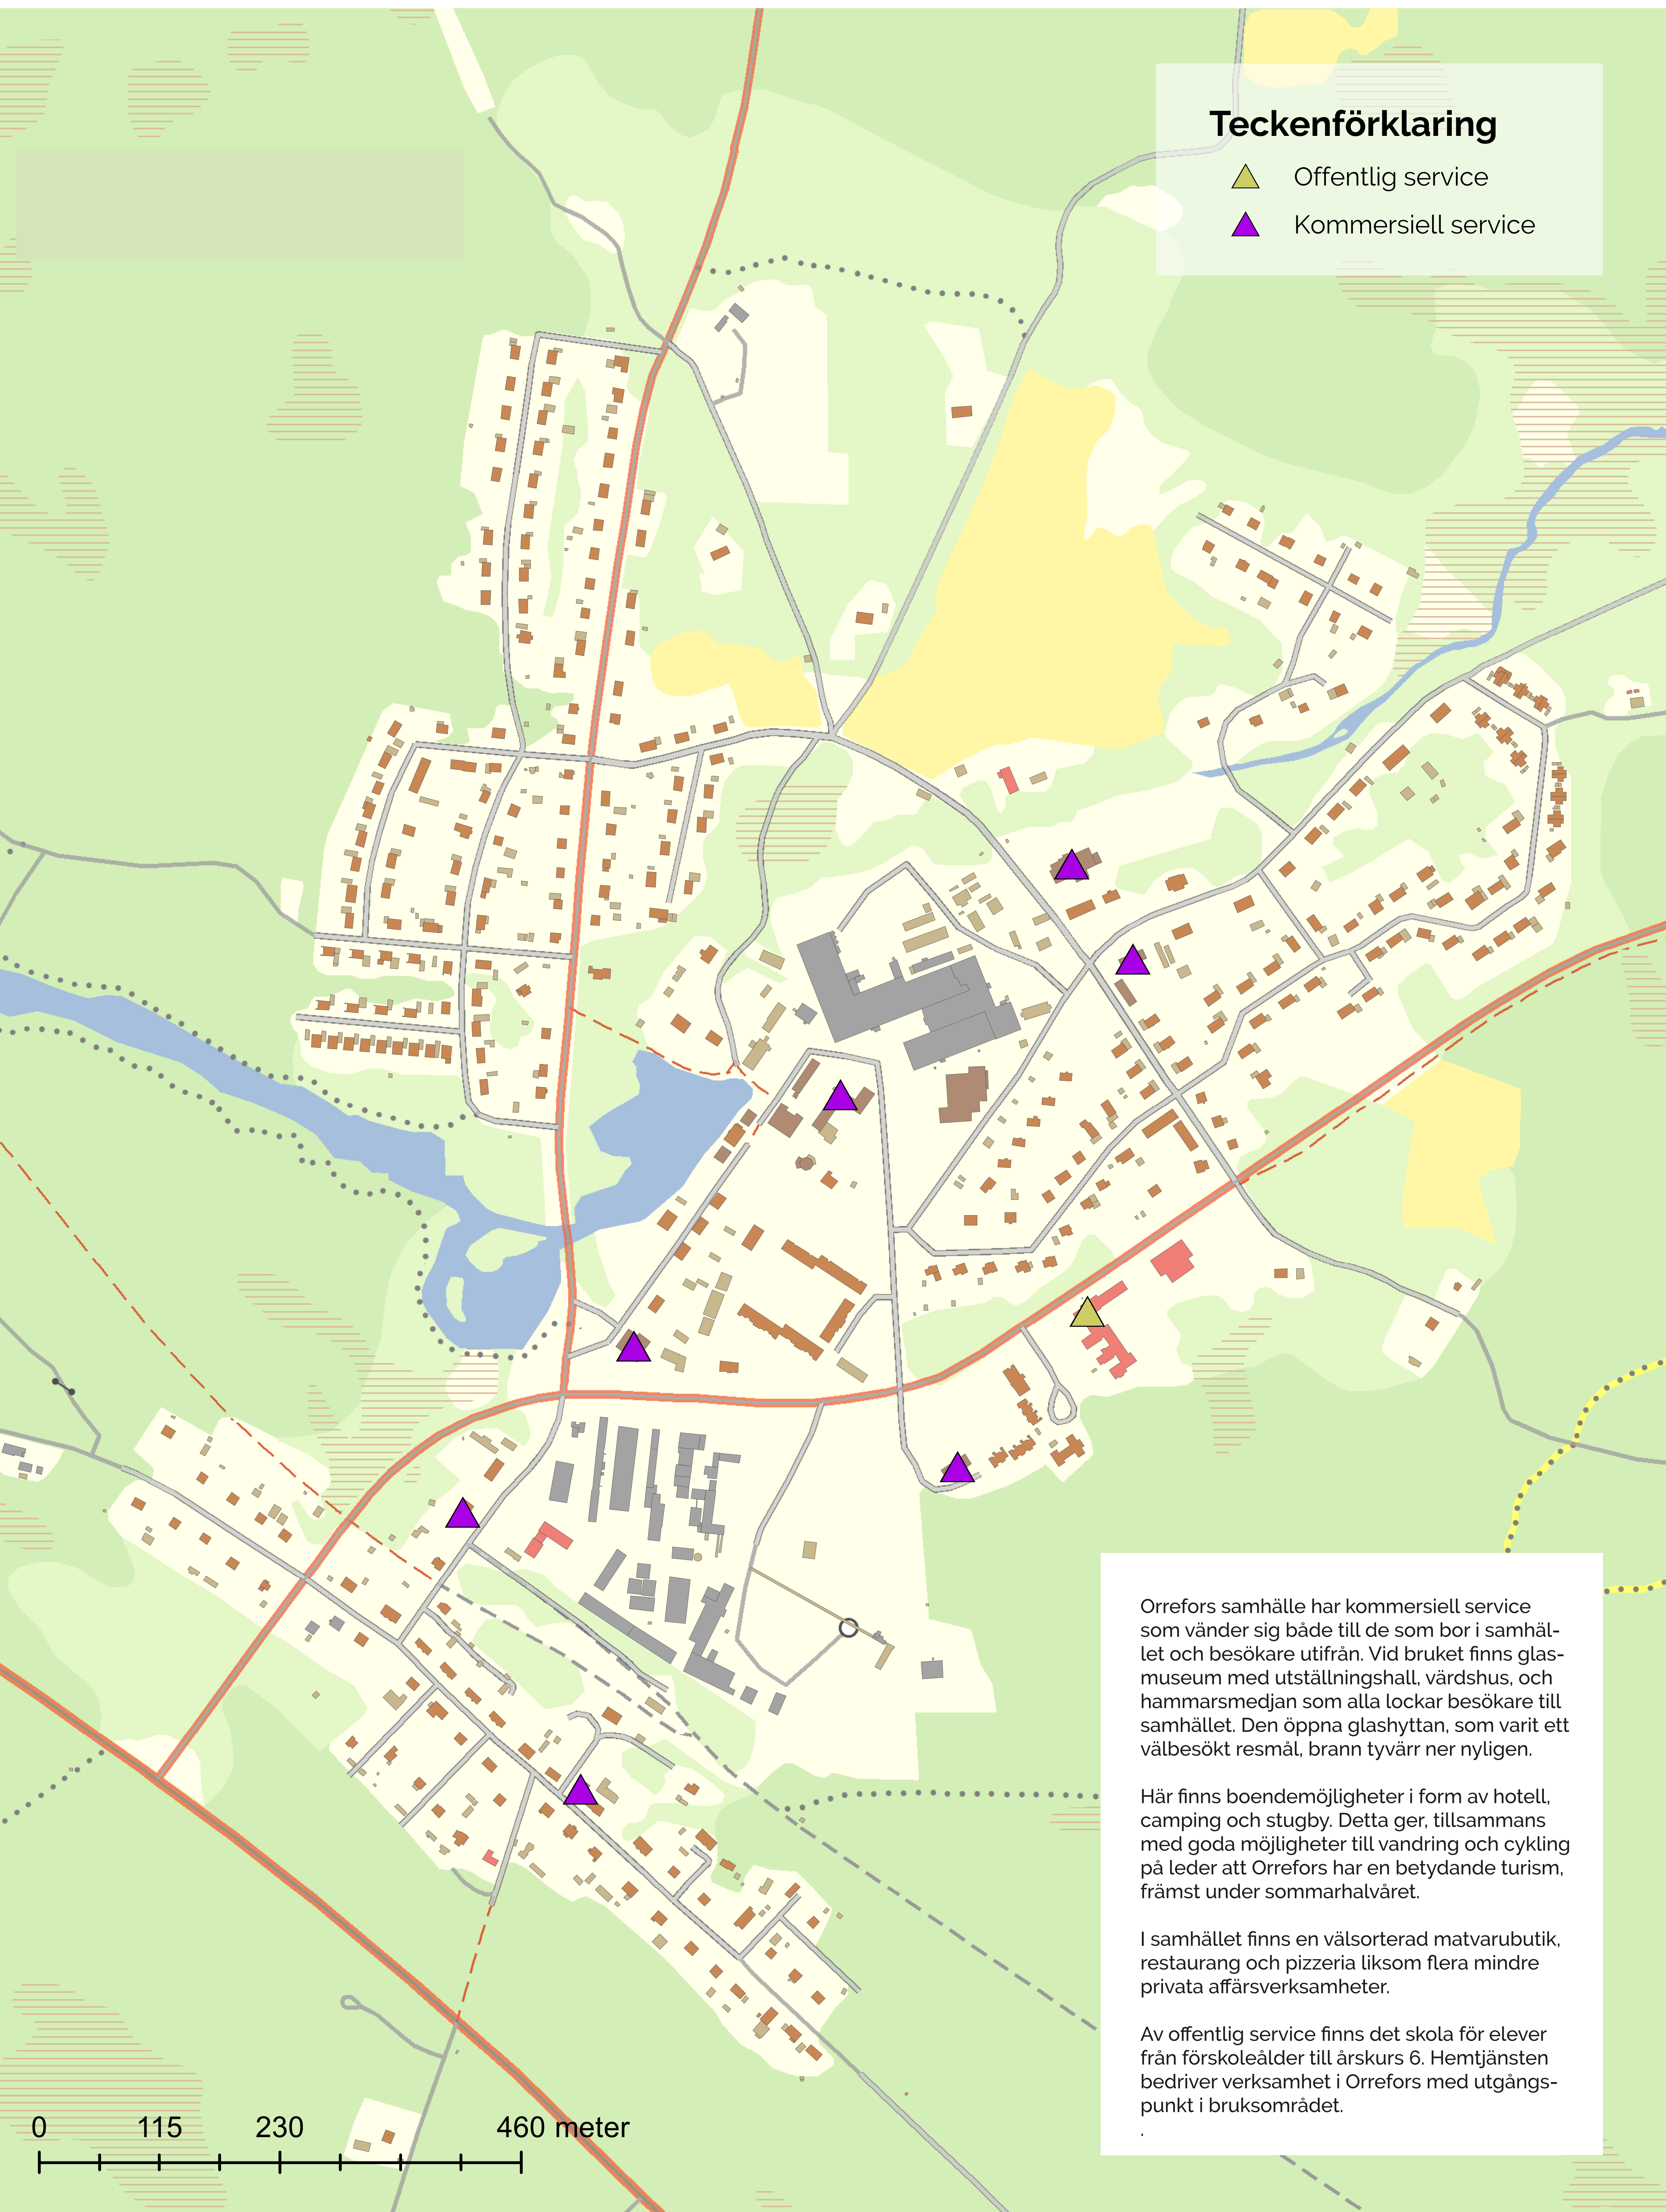 Teckenförklaring
Offentlig service
Kommersiell service
Orrefors samhälle har kommersiell service
som vänder sig både till de som bor i samhäl-
let och besökare utifrån. Vid bruket finns glas-
museum med utställningshall, värdshus, och
hammarsmedjan som alla lockar besökare till
samhället. Den öppna glashyttan, som varit ett
välbesökt resmål, brann tyvärr ner nyligen.
Här finns boendemöjligheter i form av hotell,
camping och stugby. Detta ger, tillsammans
med goda möjligheter till vandring och cykling
på leder att Orrefors har en betydande turism,
främst under sommarhalvåret.
I samhället finns en välsorterad matvarubutik,
restaurang och pizzeria liksom flera mindre
privata affärsverksamheter.
Av offentlig service finns det skola för elever
från förskoleålder till årskurs 6. Hemtjänsten
bedriver verksamhet i Orrefors med utgångs-
punkt i bruksområdet.
.
0 115 230 460 meter